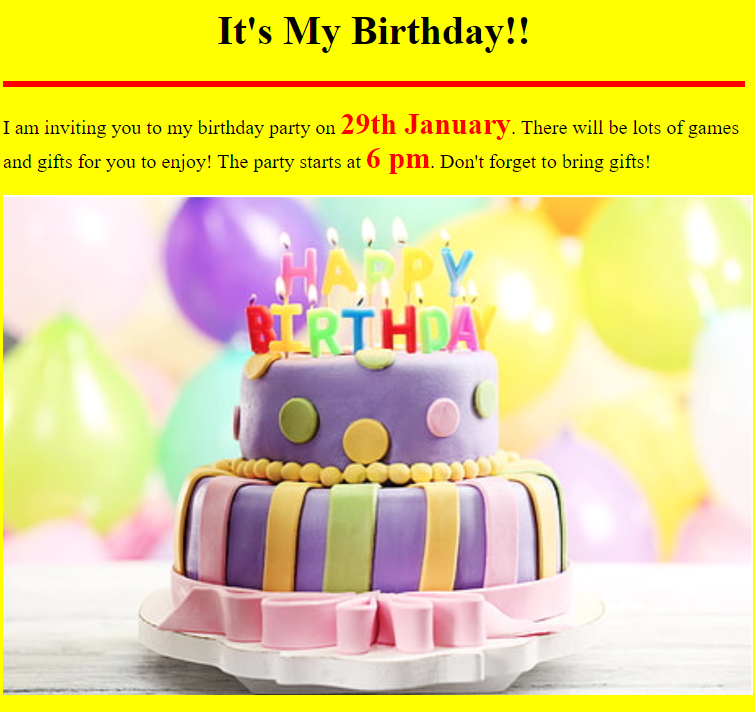 It's My Birthday!!
I am inviting you to my birthday party on 29th January. There will be lots of games
and gifts for you to enjoy! The party starts at 6 pm. Don't forget to bring gifts!
HAPPY
BIRTHDAY